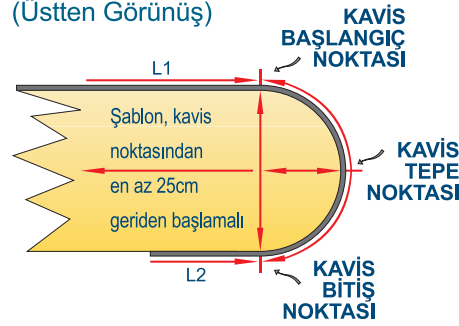 (Üstten Görünüş)
KAVİS
BAŞLANGIÇ
NOKTASI
L1
Şablon, kavis
noktasından
en az 25cm
geriden başlamalı
KAVİS
TEPE
NOKTASI
L2
KAVİS
BİTİŞ
NOKTASI